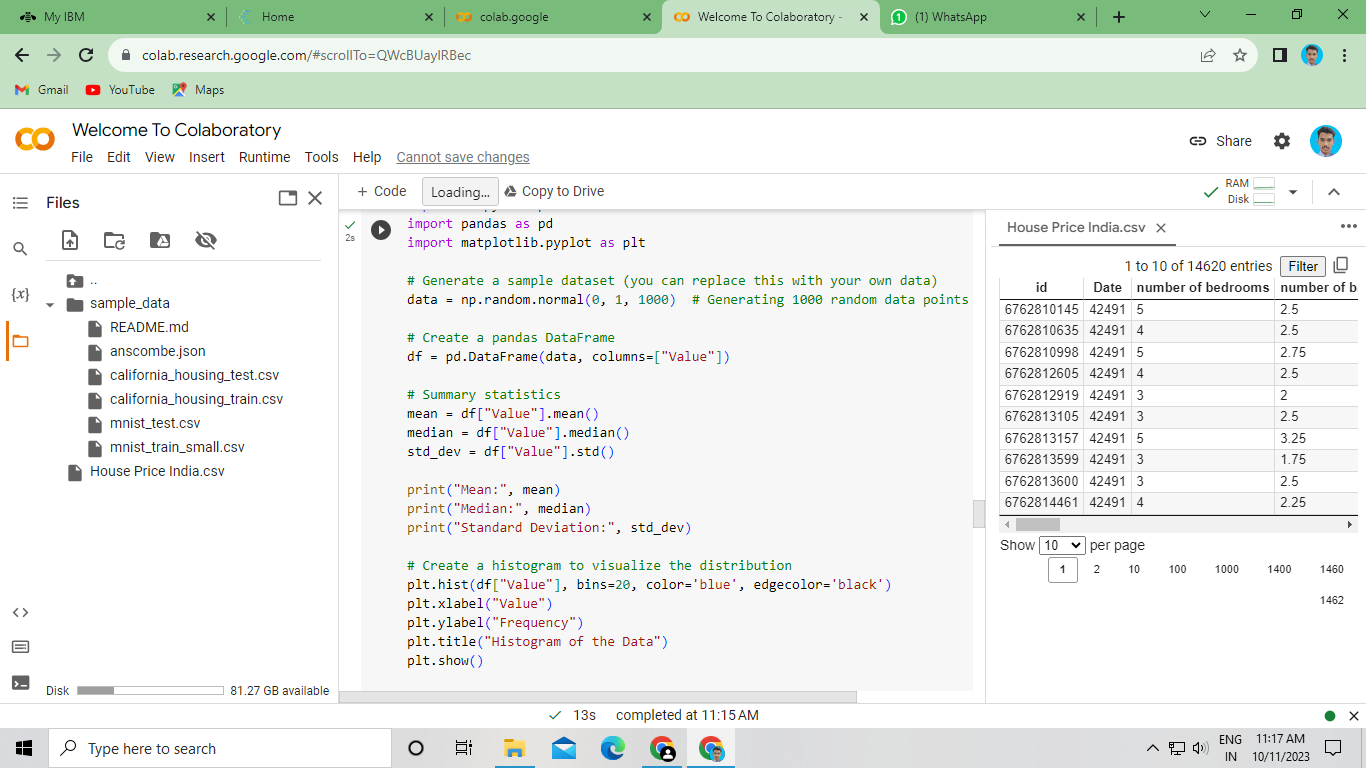 My IBM
Home
colab.google
Welcome To Colaboratory -
(1) WhatsApp
colab.research.google.com/#scrollTo=QWcBUaylRBec
Gmail
YouTube
Maps
Welcome To Colaboratory
File Edit View Insert Runtime Tools Help Cannot save changes
Share
Files
+ Code
Loading...
Copy to Drive
RAM
Disk
..
sample_data
README.md
anscombe.json
california_housing_test.csv
california_housing_train.csv
mnist_test.csv
mnist_train_small.csv
House Price India.csv
{x}
<>
Disk
81.27 GB available
2s
import pandas as pd
import matplotlib.pyplot as plt
# Generate a sample dataset (you can replace this with your own data)
data = np.random.normal(0, 1, 1000)  # Generating 1000 random data points
# Create a pandas DataFrame
df = pd.DataFrame(data, columns=["Value"])
# Summary statistics
mean = df["Value"].mean()
median = df["Value"].median()
std_dev = df["Value"].std()
print("Mean:", mean)
print("Median:", median)
print("Standard Deviation:", std_dev)
# Create a histogram to visualize the distribution
plt.hist(df["Value"], bins=20, color='blue', edgecolor='black')
plt.xlabel("Value")
plt.ylabel("Frequency")
plt.title("Histogram of the Data")
plt.show()
House Price India.csv
1 to 10 of 14620 entries Filter
id Date number of bedrooms number of ba
6762810145 42491 5 2.5
6762810635 42491 4 2.5
6762810998 42491 5 2.75
6762812605 42491 4 2.5
6762812919 42491 3 2
6762813105 42491 3 2.5
6762813157 42491 5 3.25
6762813599 42491 3 1.75
6762813600 42491 3 2.5
6762814461 42491 4 2.25
Show 10 per page
1 2 10 100 1000 1400 1460
1462
13s completed at 11:15 AM
Type here to search
ENG
IN
11:17 AM
10/11/2023